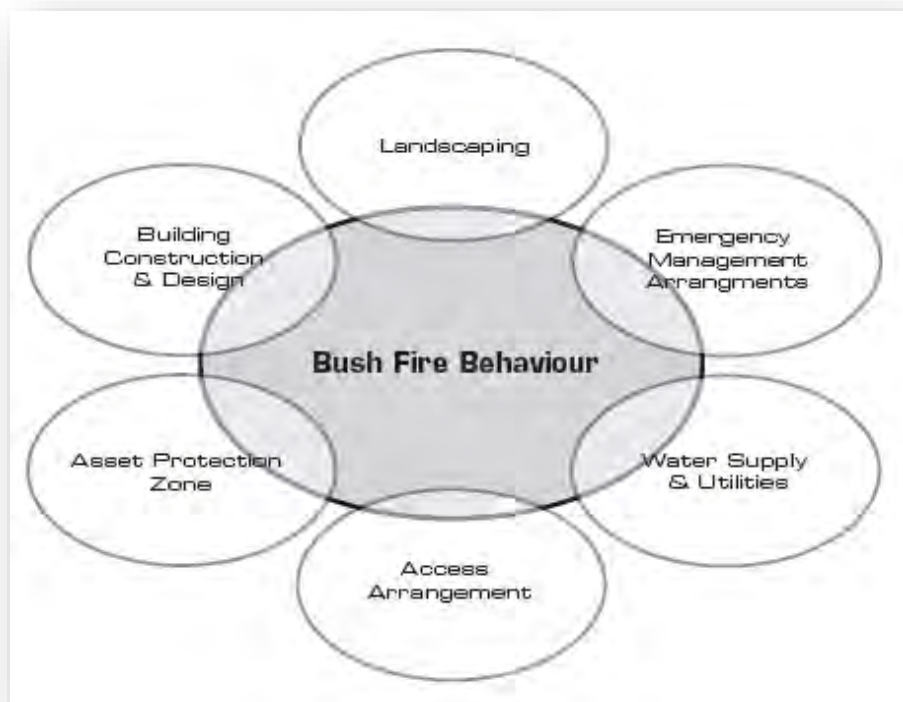 Landscaping
Building
Construction
& Design
Emergency
Management
Arrangments
Bush Fire Behaviour
Asset Protection
Zone
Water Supply
& Utilities
Access
Arrangement